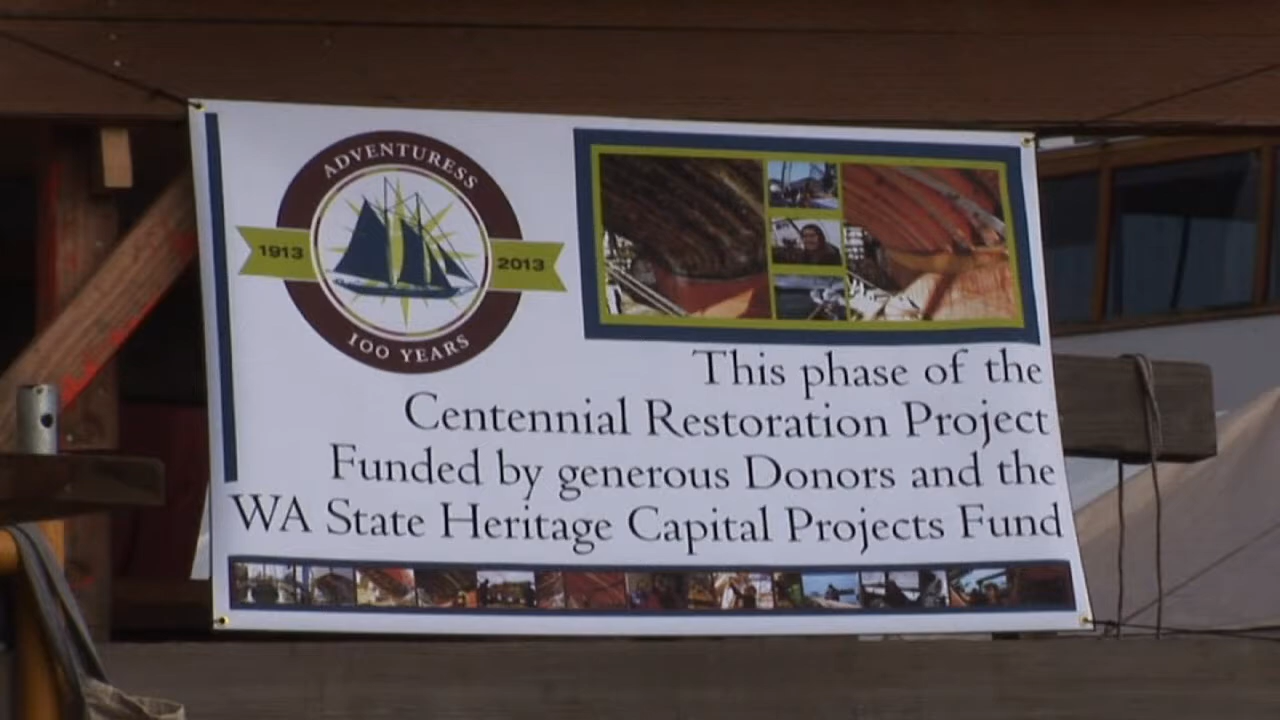 ADVENTURESS
1913
2013
100 YEARS
This phase of the
Centennial Restoration Project
Funded by generous Donors and the
WA State Heritage Capital Projects Fund